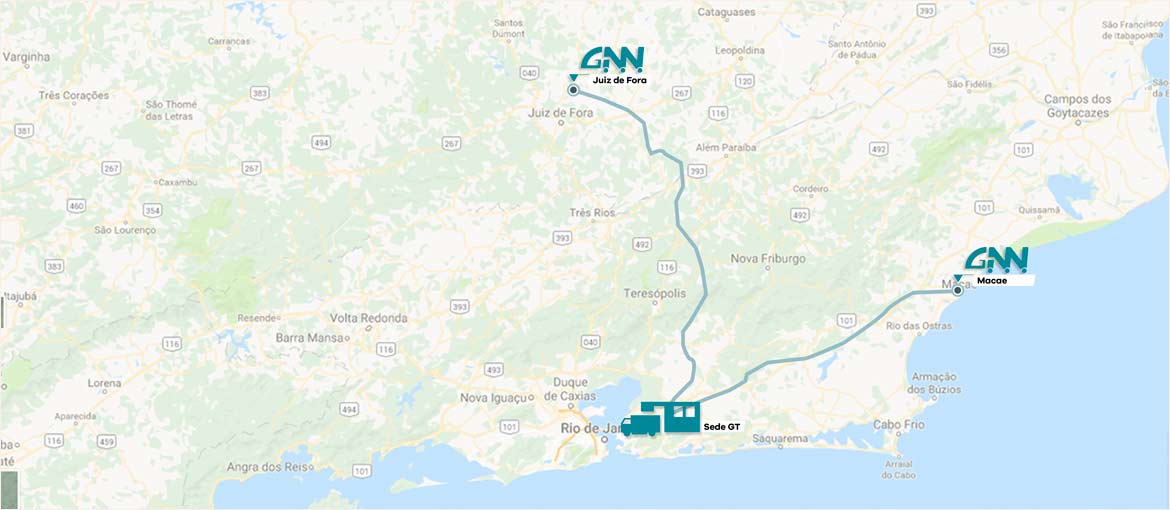 Cataguases
393
São Francisco
de Itabapoana
Santos
Dumont
Varginha
Carrancas
GNN
Juiz de Fora
040
Leopoldina
Santo Antônio
de Pádua
356
120
Três Corações
São Thomé
das Letras
383
267
São Fidélis
Campos dos
Goytacazes
Juiz de Fora
116
381
494
Além Paraíba
492
267
267
393
Caxambu
Cordeiro
460
354
101
Quissamã
Três Rios
492
São Lourenço
393
492
GNN
Macae
383
116
Nova Friburgo
Teresópolis
Itajubá
393
Resende
Volta Redonda
101
Rio das Ostras
Barra Mansa
116
393
040
493
Armação
dos Búzios
Lorena
116
Duque
de Caxias
Nova Iguaçu
494
Aparecida
Sede GT
Rio de Ja
Cabo Frio
Saquarema
Angra dos Reis
101
Arraial
do Cabo